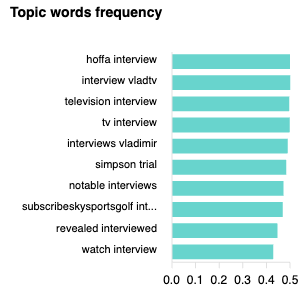 Topic words frequency
hoffa interview
interview vladtv
television interview
tv interview
interviews vladimir
simpson trial
notable interviews
subscribeskysportsgolf int...
revealed interviewed
watch interview
0.0 0.1 0.2 0.3 0.4 0.5